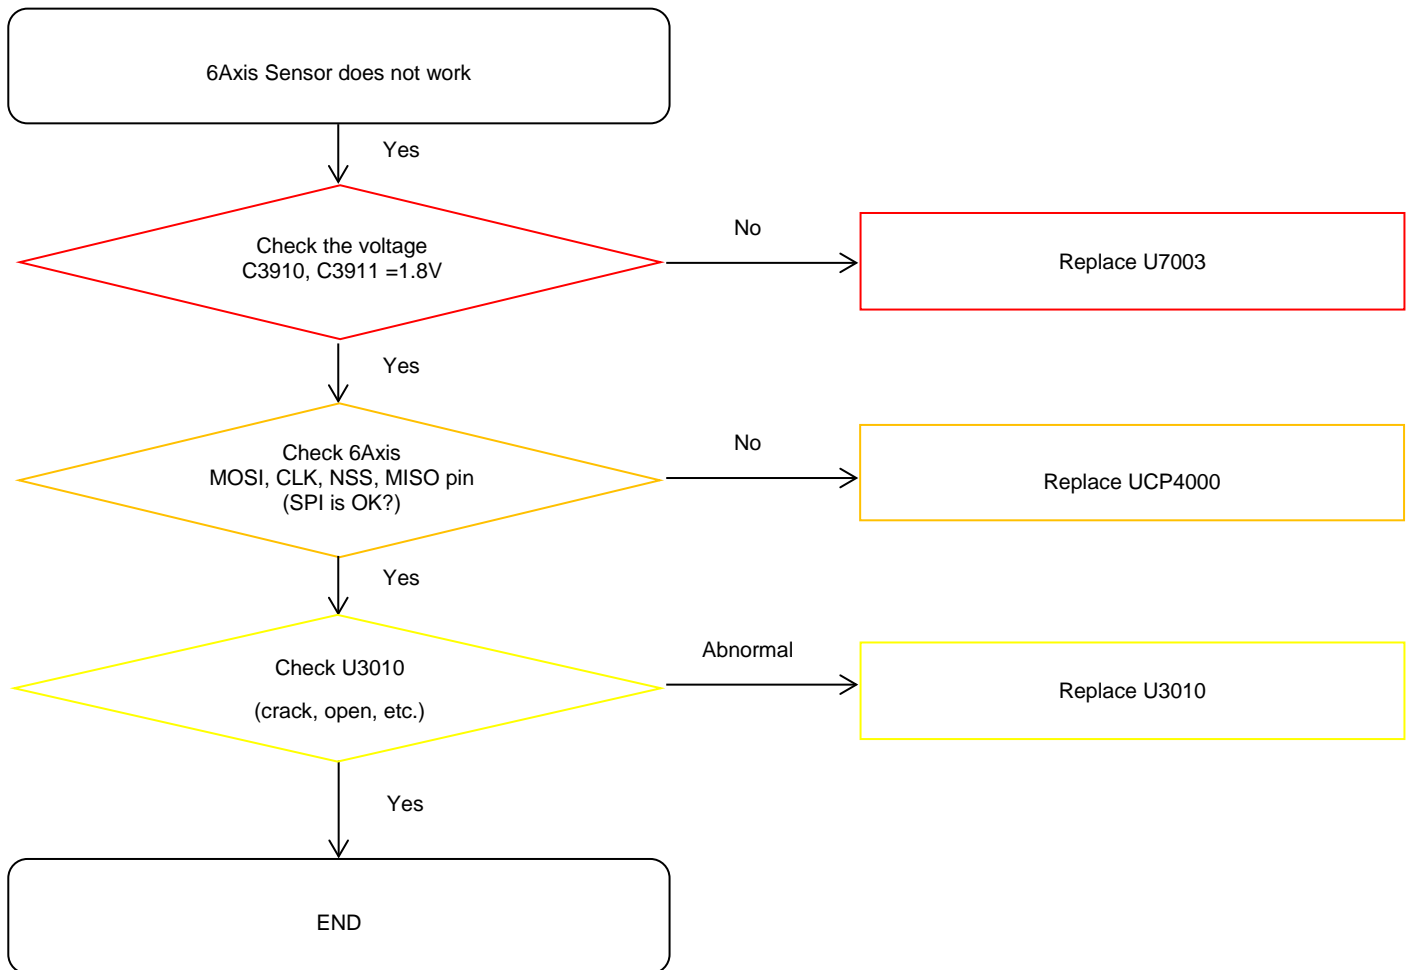 6Axis Sensor does not work
Yes
Check the voltage
C3910, C3911 =1.8V
No
Replace U7003
Yes
Check 6Axis
MOSI, CLK, NSS, MISO pin
(SPI is OK?)
No
Replace UCP4000
Yes
Check U3010
(crack, open, etc.)
Abnormal
Replace U3010
Yes
END